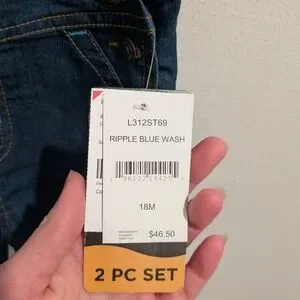 L312ST69
RIPPLE BLUE WASH
18M
$46.50
2 PC SET